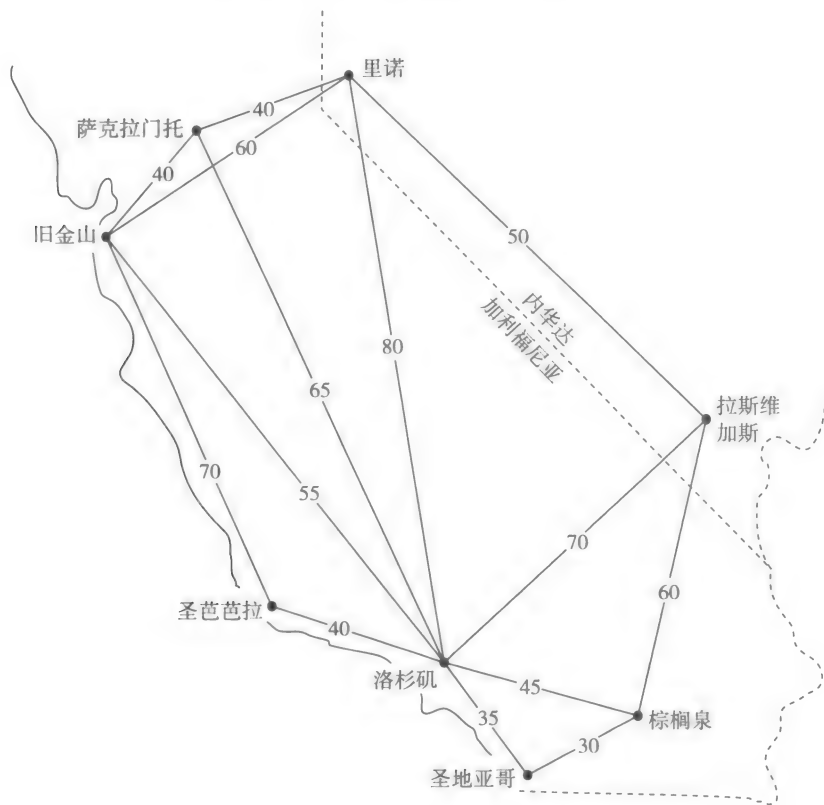 里诺
40
萨克拉门托
60
40
旧金山
50
内华达
加利福尼亚
80
65
拉斯维
加斯
70
55
70
60
圣芭芭拉
40
洛杉矶
45
35
棕榈泉
30
圣地亚哥